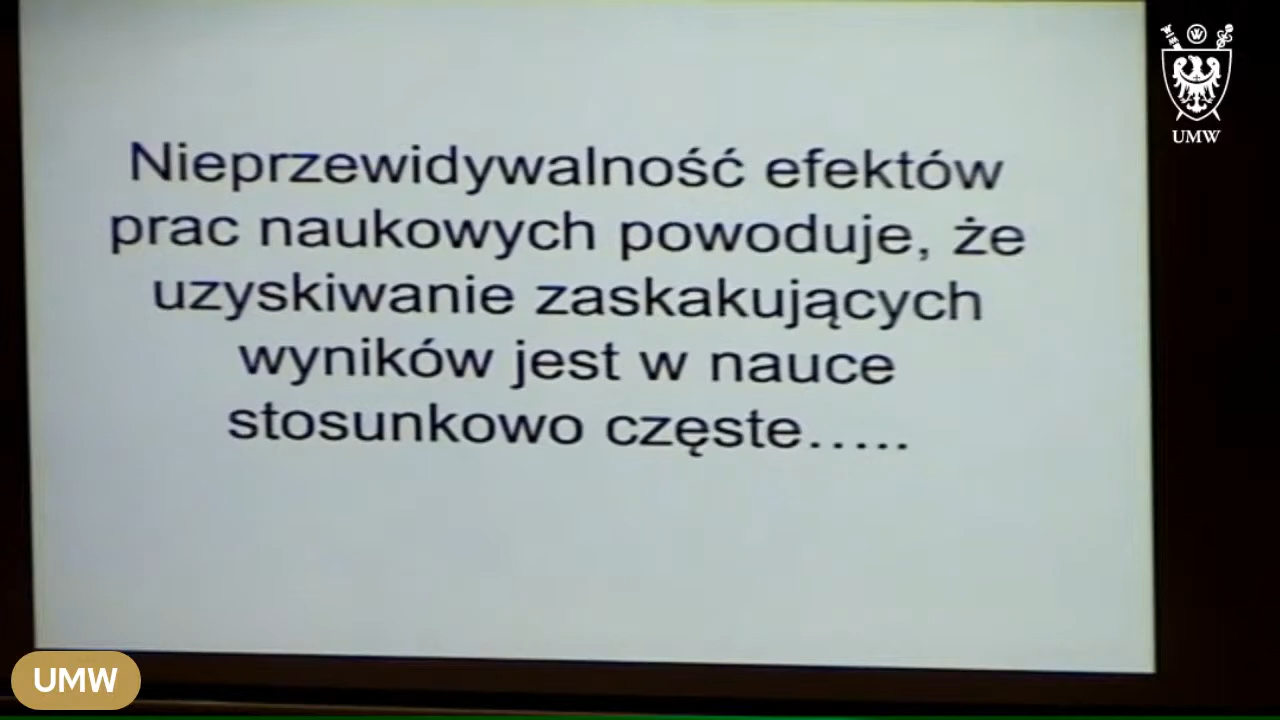 Nieprzewidywalność efektów
prac naukowych powoduje, że
uzyskiwanie zaskakujących
wyników jest w nauce
stosunkowo częste…..
UMW
UMW